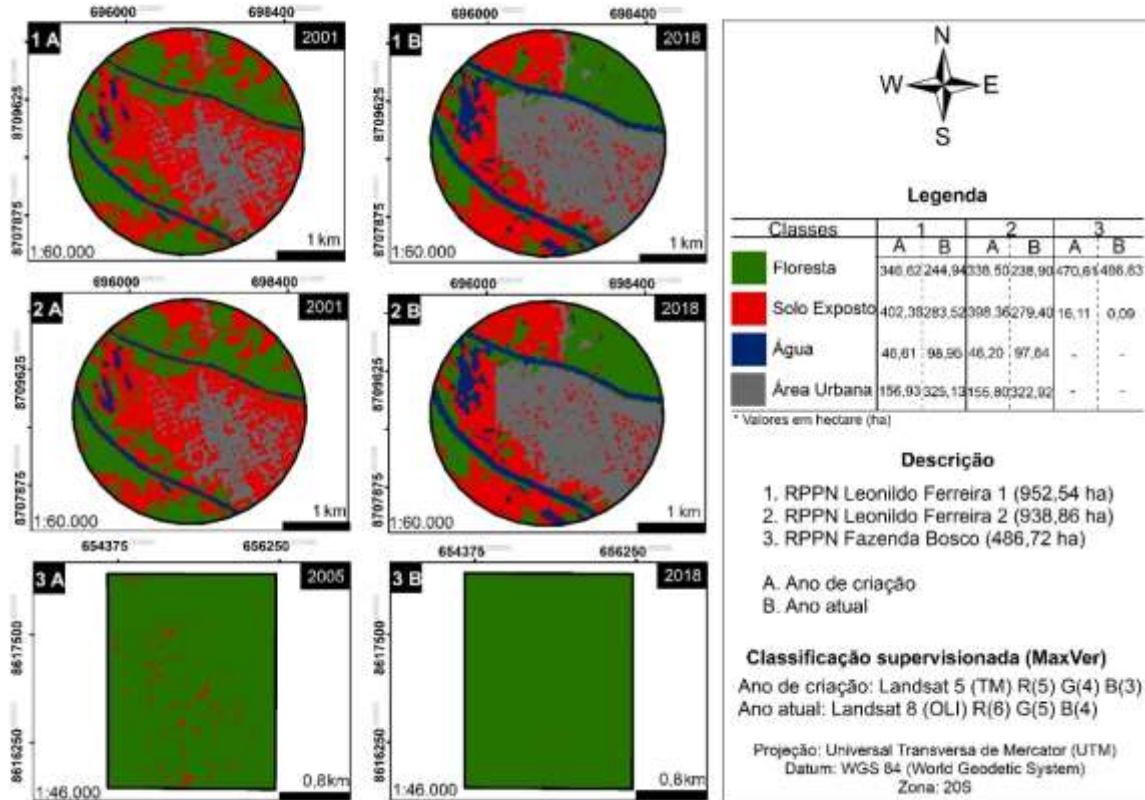 696000 698400
1 A 2001
8709625
8707875
1:60.000 1 km
696000 698400
1 B 2018
8709625
8707875
1:60.000 1 km
696000 698400
2 A 2001
8709625
8707875
1:60.000 1 km
696000 698400
2 B 2018
8709625
8707875
1:60.000 1 km
654375 656250
3 A 2005
8617500
8616250
1:46.000 0,8km
654375 656250
3 B 2018
8617500
8616250
1:46.000 0,8km
N
W E
S
Legenda
Classes 1 2 3
A B A B A B
Floresta 346,62 244,94 338,50 238,90 470,61 486,63
Solo Exposto 402,38 283,52 398,36 279,40 16,11 0,09
Água 46,61 98,95 46,20 97,64 - -
Área Urbana 156,93 325,13 155,80 322,92 - -
* Valores em hectare (ha)
Descrição
1. RPPN Leonildo Ferreira 1 (952,54 ha)
2. RPPN Leonildo Ferreira 2 (938,86 ha)
3. RPPN Fazenda Bosco (486,72 ha)
A. Ano de criação
B. Ano atual
Classificação supervisionada (MaxVer)
Ano de criação: Landsat 5 (TM) R(5) G(4) B(3)
Ano atual: Landsat 8 (OLI) R(6) G(5) B(4)
Projeção: Universal Transversa de Mercator (UTM)
Datum: WGS 84 (World Geodetic System)
Zona: 20S